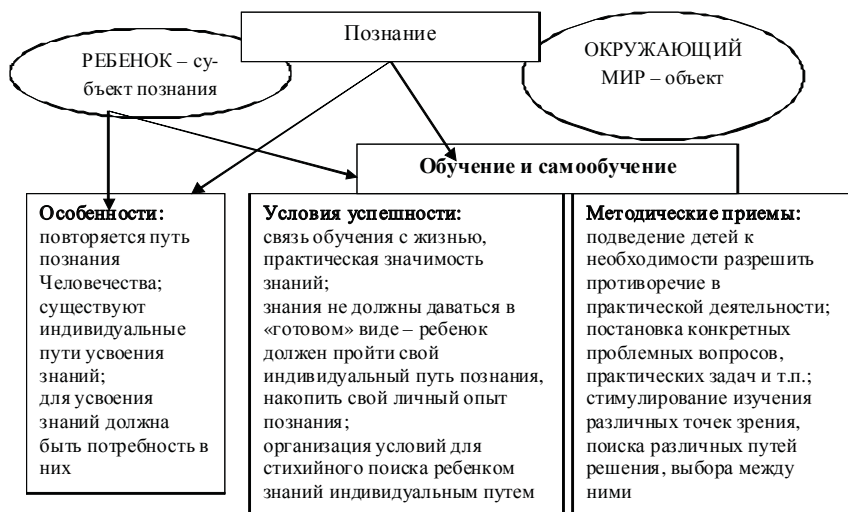 РЕБЕНОК – су-
бъект познания
Познание
ОКРУЖАЮЩИЙ
МИР – объект
Обучение и самообучение
Особенности:
повторяется путь
познания
Человечества;
существуют
индивидуальные
пути усвоения
знаний;
для усвоения
знаний должна
быть потребность в
них
Условия успешности:
связь обучения с жизнью,
практическая значимость
знаний;
знания не должны даваться в
«готовом» виде – ребенок
должен пройти свой
индивидуальный путь познания,
накопить свой личный опыт
познания;
организация условий для
стихийного поиска ребенком
знаний индивидуальным путем
Методические приемы:
подведение детей к
необходимости разрешить
противоречие в
практической деятельности;
постановка конкретных
проблемных вопросов,
практических задач и т.п.;
стимулирование изучения
различных точек зрения,
поиска различных путей
решения, выбора между
ними